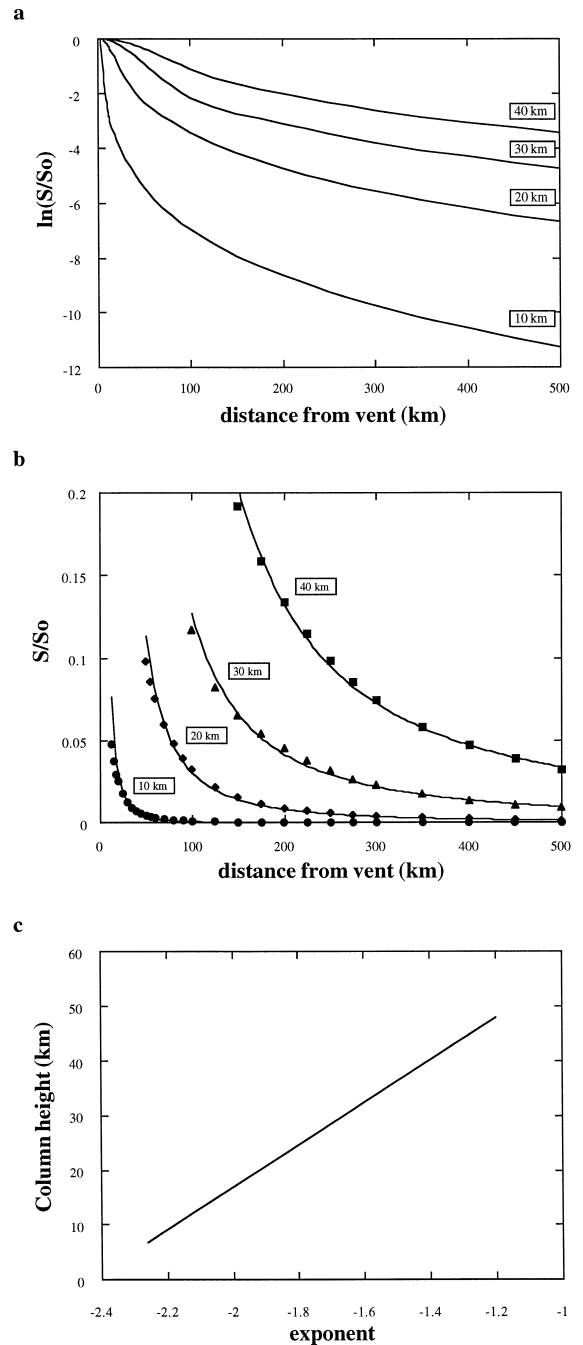 a
0
-2
-4
-6
-8
-10
-12
ln(S/So)
40 km
30 km
20 km
10 km
0 100 200 300 400 500
distance from vent (km)
b
0.2
0.15
0.1
0.05
0
S/So
40 km
30 km
20 km
10 km
0 100 200 300 400 500
distance from vent (km)
c
60
50
40
30
20
10
0
Column height (km)
-2.4 -2.2 -2 -1.8 -1.6 -1.4 -1.2 -1
exponent